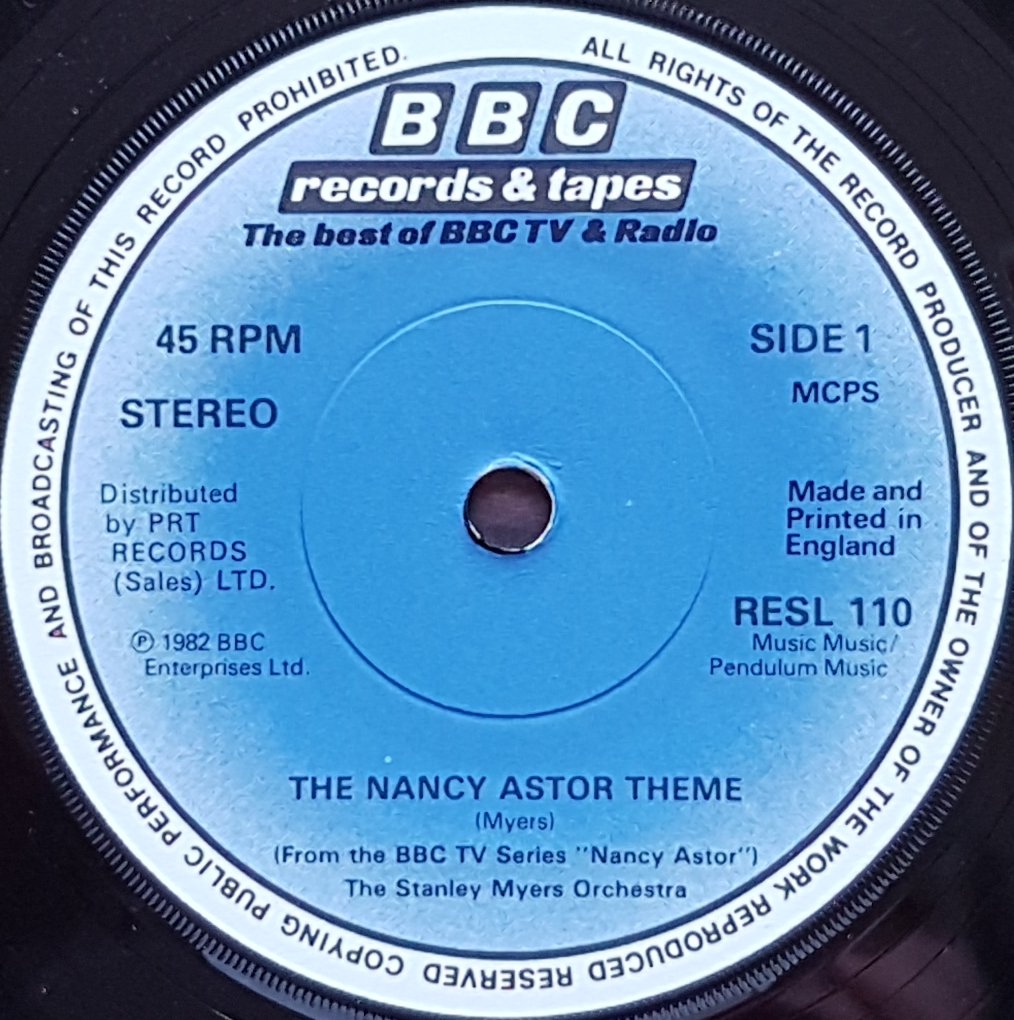 ALL RIGHTS OF THE RECORD PRODUCER AND OF THE OWNER OF THE WORK REPRODUCED RESERVED COPYING PUBLIC PERFORMANCE AND BROADCASTING OF THIS RECORD PROHIBITED.
BBC
records & tapes
The best of BBC TV & Radio
45 RPM
STEREO
Distributed
by PRT
RECORDS
(Sales) LTD.
℗ 1982 BBC
Enterprises Ltd.
SIDE 1
MCPS
Made and
Printed in
England
RESL 110
Music Music/
Pendulum Music
THE NANCY ASTOR THEME
(Myers)
(From the BBC TV Series "Nancy Astor")
The Stanley Myers Orchestra